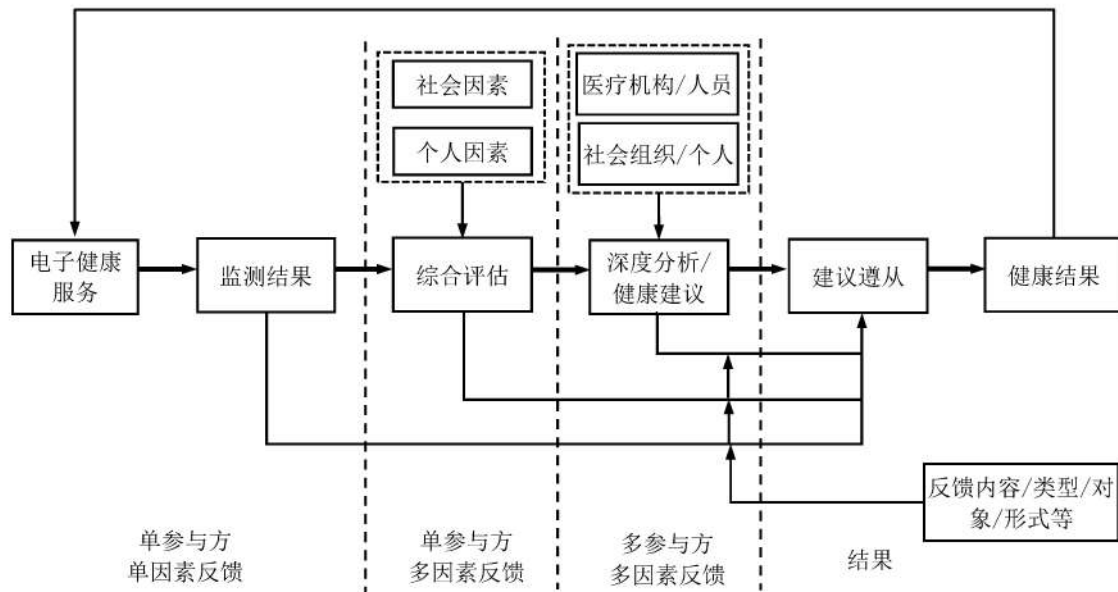 社会因素
个人因素
医疗机构/人员
社会组织/个人
电子健康
服务
监测结果
综合评估
深度分析/
健康建议
建议遵从
健康结果
反馈内容/类型/对
象/形式等
单参与方
单因素反馈
单参与方
多因素反馈
多参与方
多因素反馈
结果